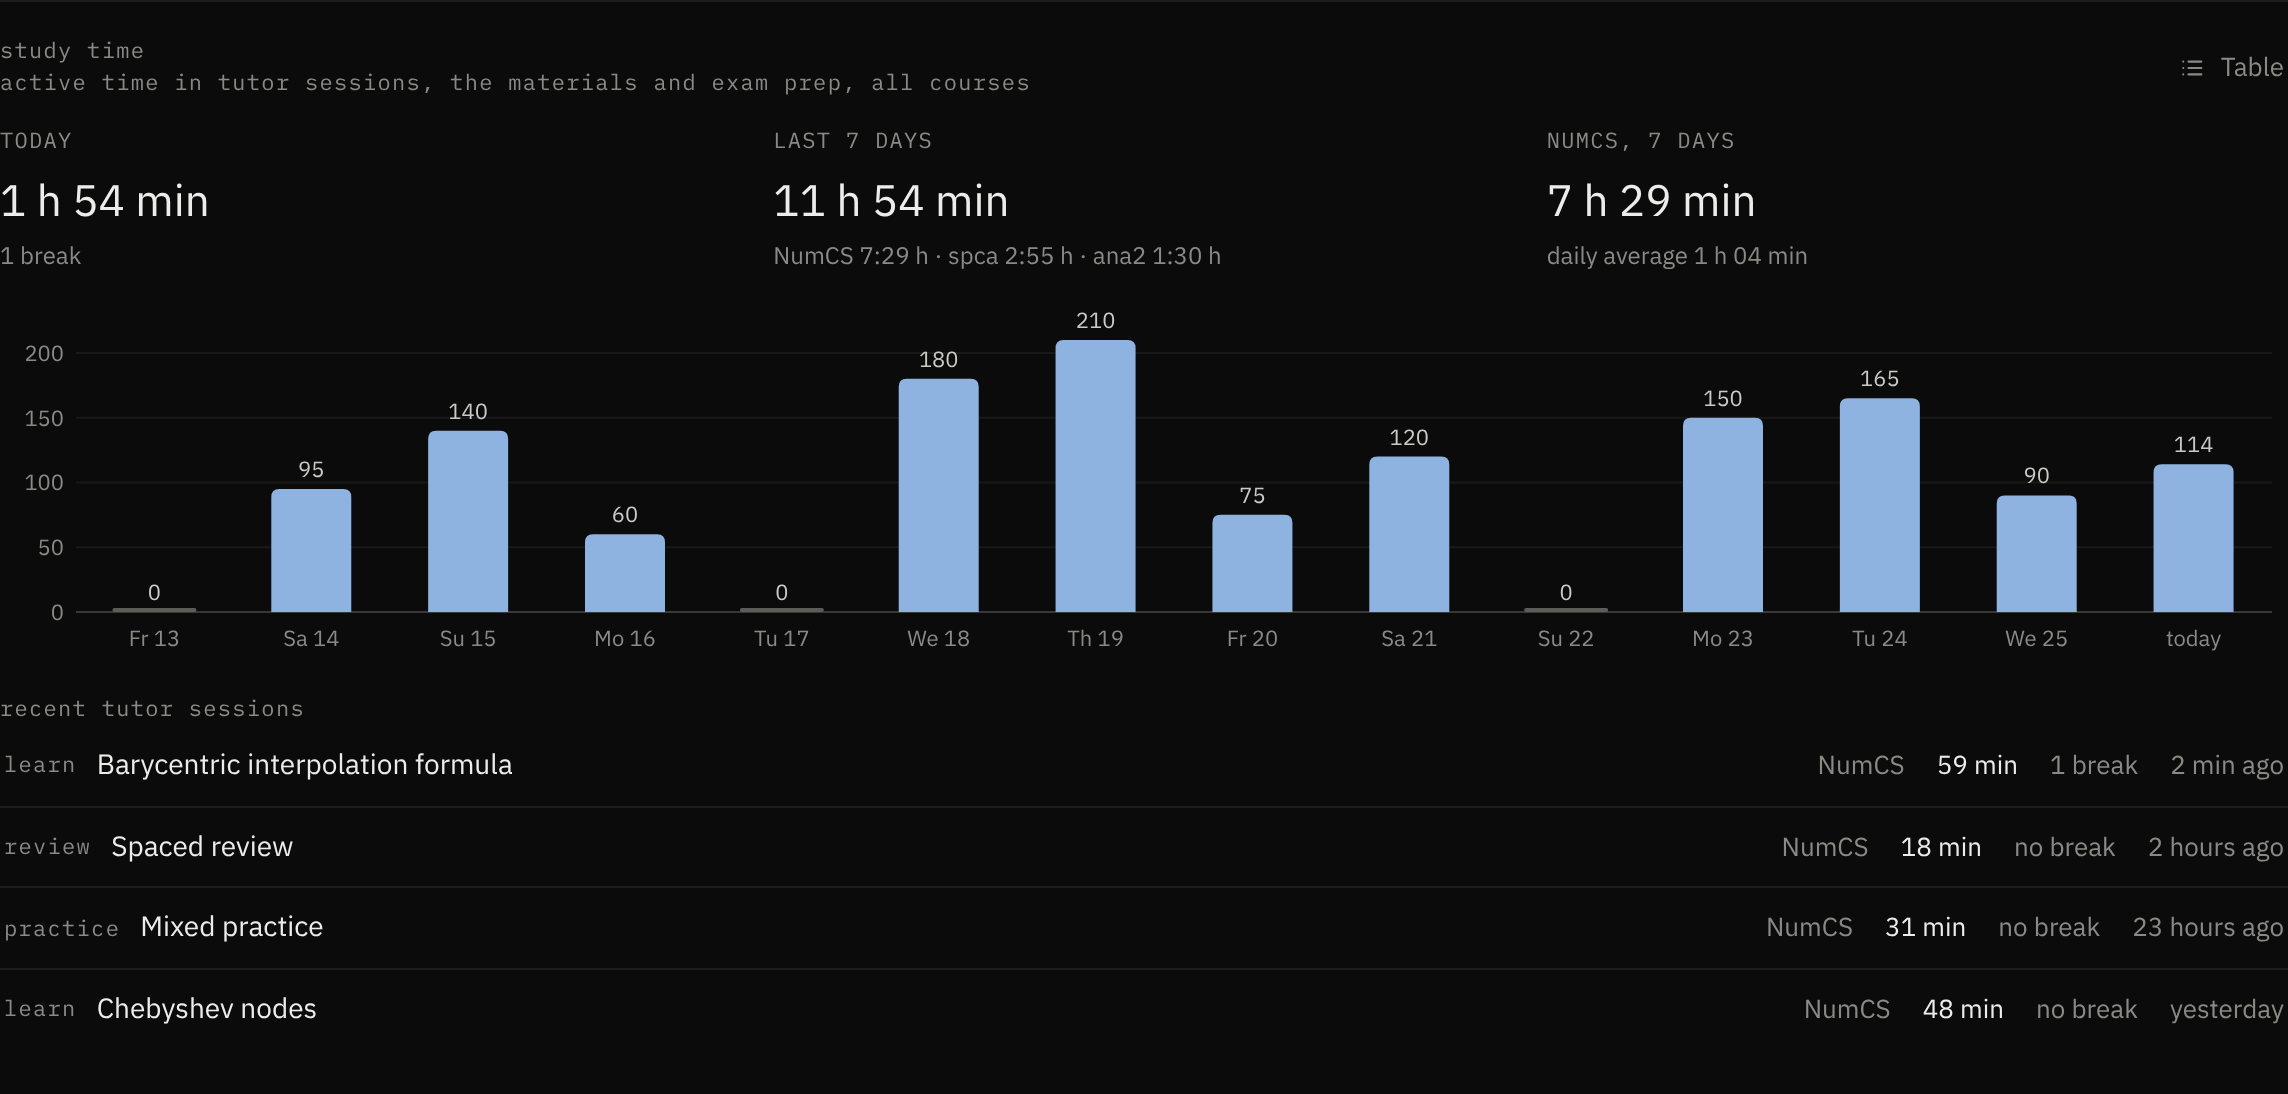 study time
active time in tutor sessions, the materials and exam prep, all courses
Table
TODAY
1 h 54 min
1 break
LAST 7 DAYS
11 h 54 min
NumCS 7:29 h · spca 2:55 h · ana2 1:30 h
NUMCS, 7 DAYS
7 h 29 min
daily average 1 h 04 min
200
150
100
50
0
0
95
140
60
0
180
210
75
120
0
150
165
90
114
Fr 13
Sa 14
Su 15
Mo 16
Tu 17
We 18
Th 19
Fr 20
Sa 21
Su 22
Mo 23
Tu 24
We 25
today
recent tutor sessions
learn Barycentric interpolation formula NumCS 59 min 1 break 2 min ago
review Spaced review NumCS 18 min no break 2 hours ago
practice Mixed practice NumCS 31 min no break 23 hours ago
learn Chebyshev nodes NumCS 48 min no break yesterday